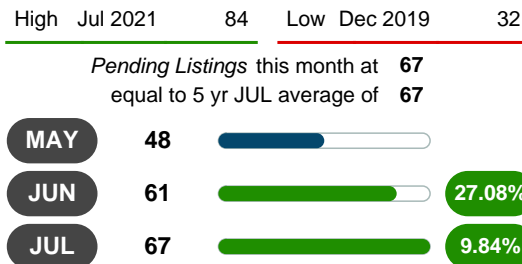 High Jul 2021 84 Low Dec 2019 32
Pending Listings this month at 67
equal to 5 yr JUL average of 67
MAY 48
JUN 61 27.08%
JUL 67 9.84%